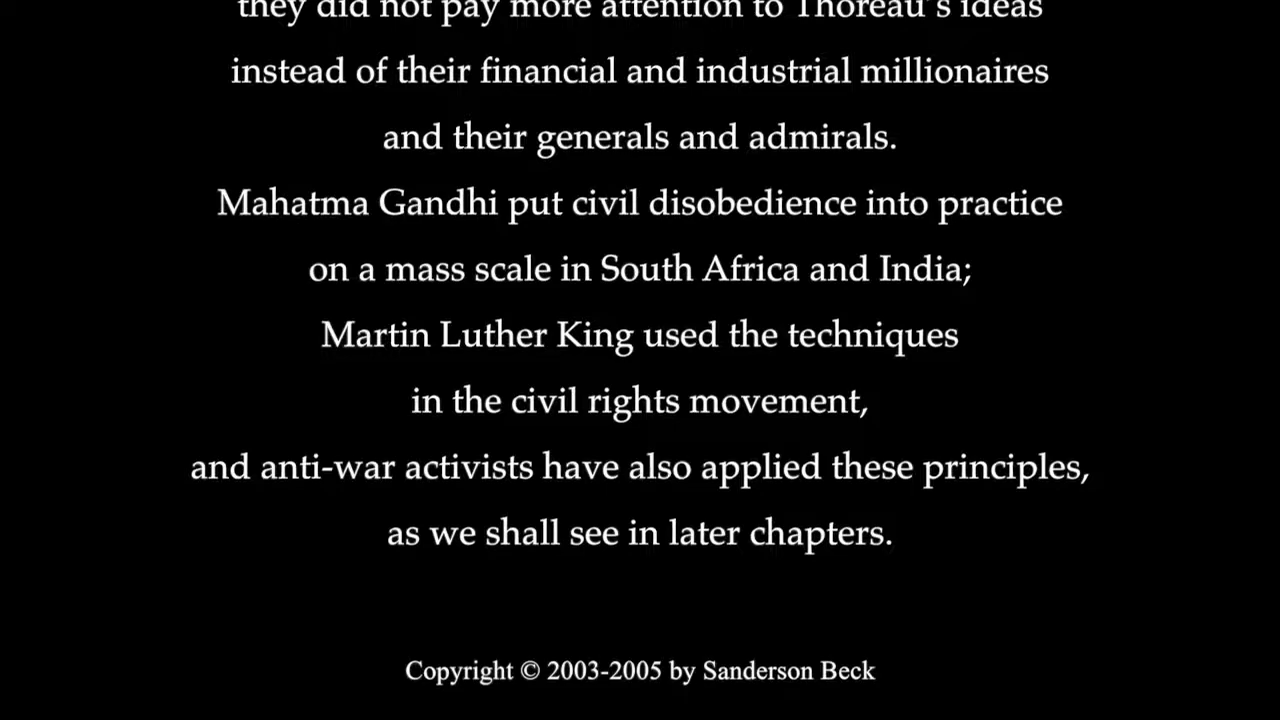 they did not pay more attention to Thoreau's ideas
instead of their financial and industrial millionaires
and their generals and admirals.
Mahatma Gandhi put civil disobedience into practice
on a mass scale in South Africa and India;
Martin Luther King used the techniques
in the civil rights movement,
and anti-war activists have also applied these principles,
as we shall see in later chapters.
Copyright © 2003-2005 by Sanderson Beck